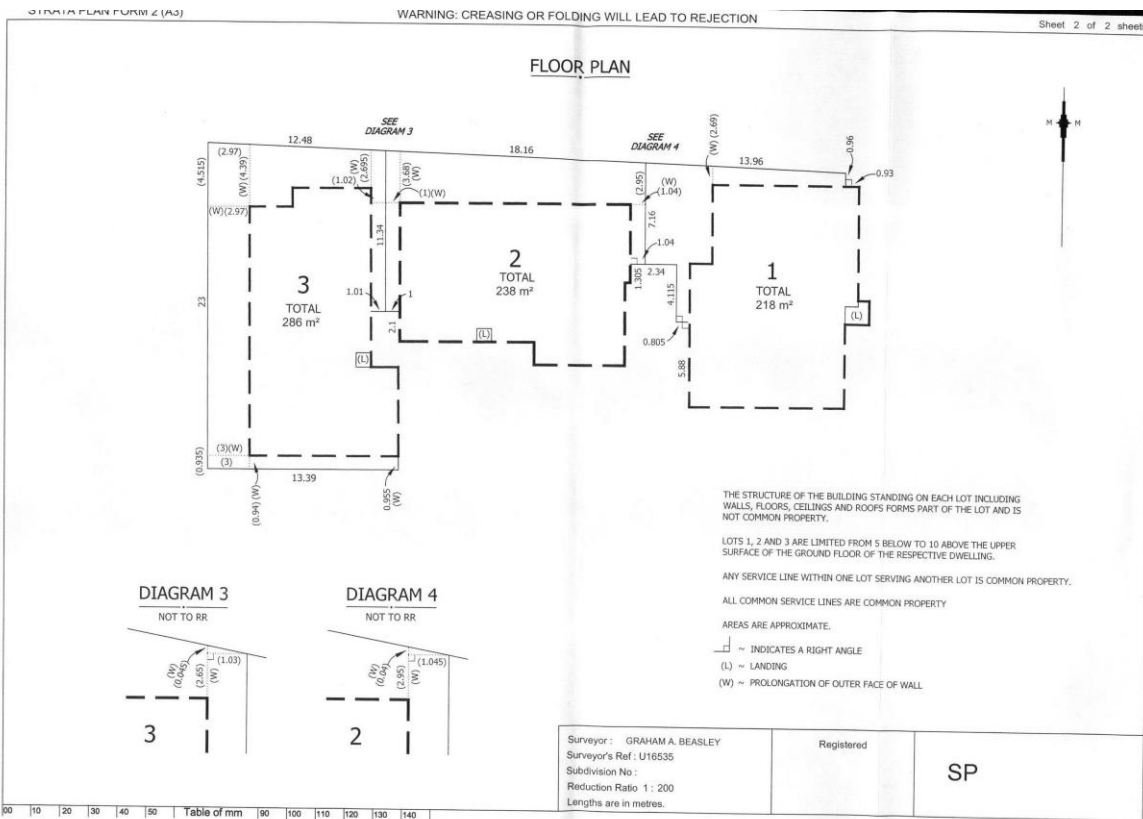 STRATA PLAN FORM 2 (A3)
WARNING: CREASING OR FOLDING WILL LEAD TO REJECTION
Sheet 2 of 2 sheets
FLOOR PLAN
SEE
DIAGRAM 3
SEE
DIAGRAM 4
12.48
18.16
13.96
(W) (2.69)
0.96
0.93
(2.97)
(4.515)
(W) (4.39)
(W)(2.97)
(1.02)
(W)
(2.695)
(3.68)
(W)
(1)(W)
(2.95)
(W)
(1.04)
7.16
11.34
1.04
2.34
1.305
4.115
0.805
5.88
3
TOTAL
286 m²
2
TOTAL
238 m²
1
TOTAL
218 m²
23
1.01
1
2.1
(L)
(L)
(L)
(3)(W)
(3)
(0.935)
13.39
(0.94) (W)
0.955
(W)
M M
THE STRUCTURE OF THE BUILDING STANDING ON EACH LOT INCLUDING
WALLS, FLOORS, CEILINGS AND ROOFS FORMS PART OF THE LOT AND IS
NOT COMMON PROPERTY.
LOTS 1, 2 AND 3 ARE LIMITED FROM 5 BELOW TO 10 ABOVE THE UPPER
SURFACE OF THE GROUND FLOOR OF THE RESPECTIVE DWELLING.
ANY SERVICE LINE WITHIN ONE LOT SERVING ANOTHER LOT IS COMMON PROPERTY.
ALL COMMON SERVICE LINES ARE COMMON PROPERTY
AREAS ARE APPROXIMATE.
~ INDICATES A RIGHT ANGLE
(L) ~ LANDING
(W) ~ PROLONGATION OF OUTER FACE OF WALL
DIAGRAM 3
NOT TO RR
(W)
(0.045)
(2.65)
(W)
(1.03)
3
DIAGRAM 4
NOT TO RR
(W)
(0.04)
(2.95)
(W)
(1.045)
2
Surveyor : GRAHAM A. BEASLEY
Surveyor's Ref : U16535
Subdivision No :
Reduction Ratio 1 : 200
Lengths are in metres.
Registered
SP
00 10 20 30 40 50 Table of mm 90 100 110 120 130 140